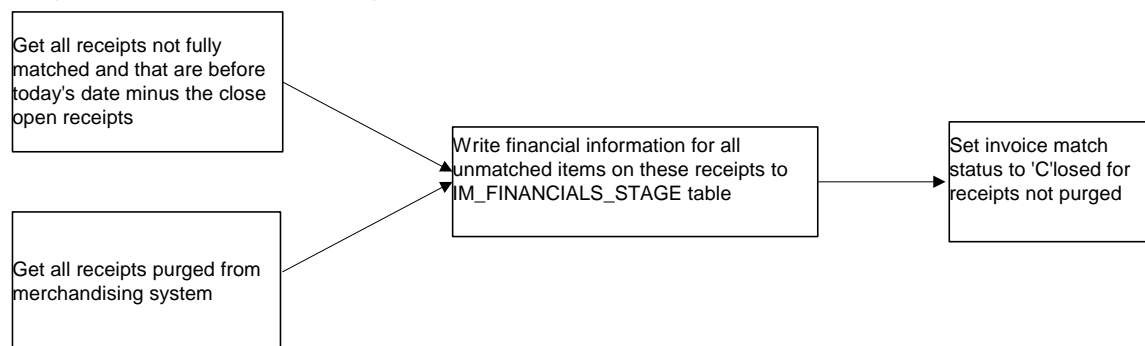 Get all receipts not fully
matched and that are before
today's date minus the close
open receipts
Get all receipts purged from
merchandising system
Write financial information for all
unmatched items on these receipts to
IM_FINANCIALS_STAGE table
Set invoice match
status to 'C'losed for
receipts not purged